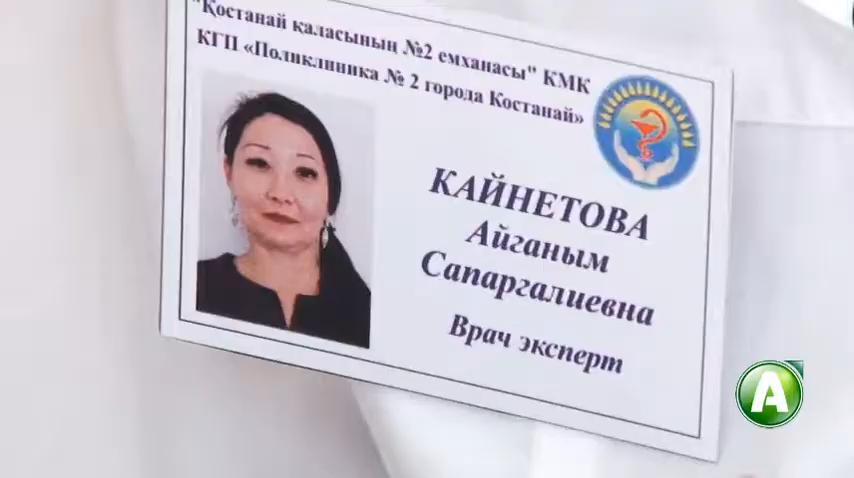 "Қостанай қаласының №2 емханасы" КМК
КГП «Поликлиника № 2 города Костанай»
КАЙНЕТОВА
Айганым
Сапаргалиевна
Врач эксперт
A